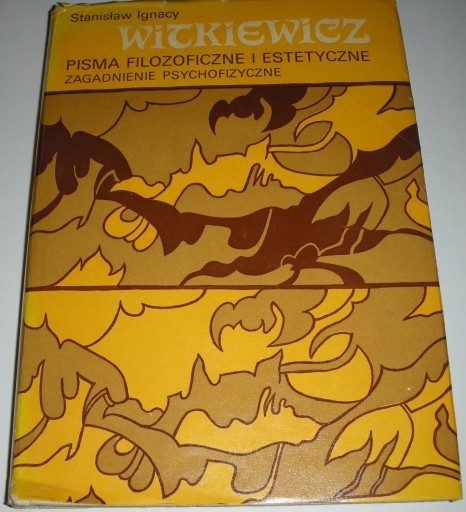 Stanisław Ignacy
WITKIEWICZ
PISMA FILOZOFICZNE I ESTETYCZNE
ZAGADNIENIE PSYCHOFIZYCZNE